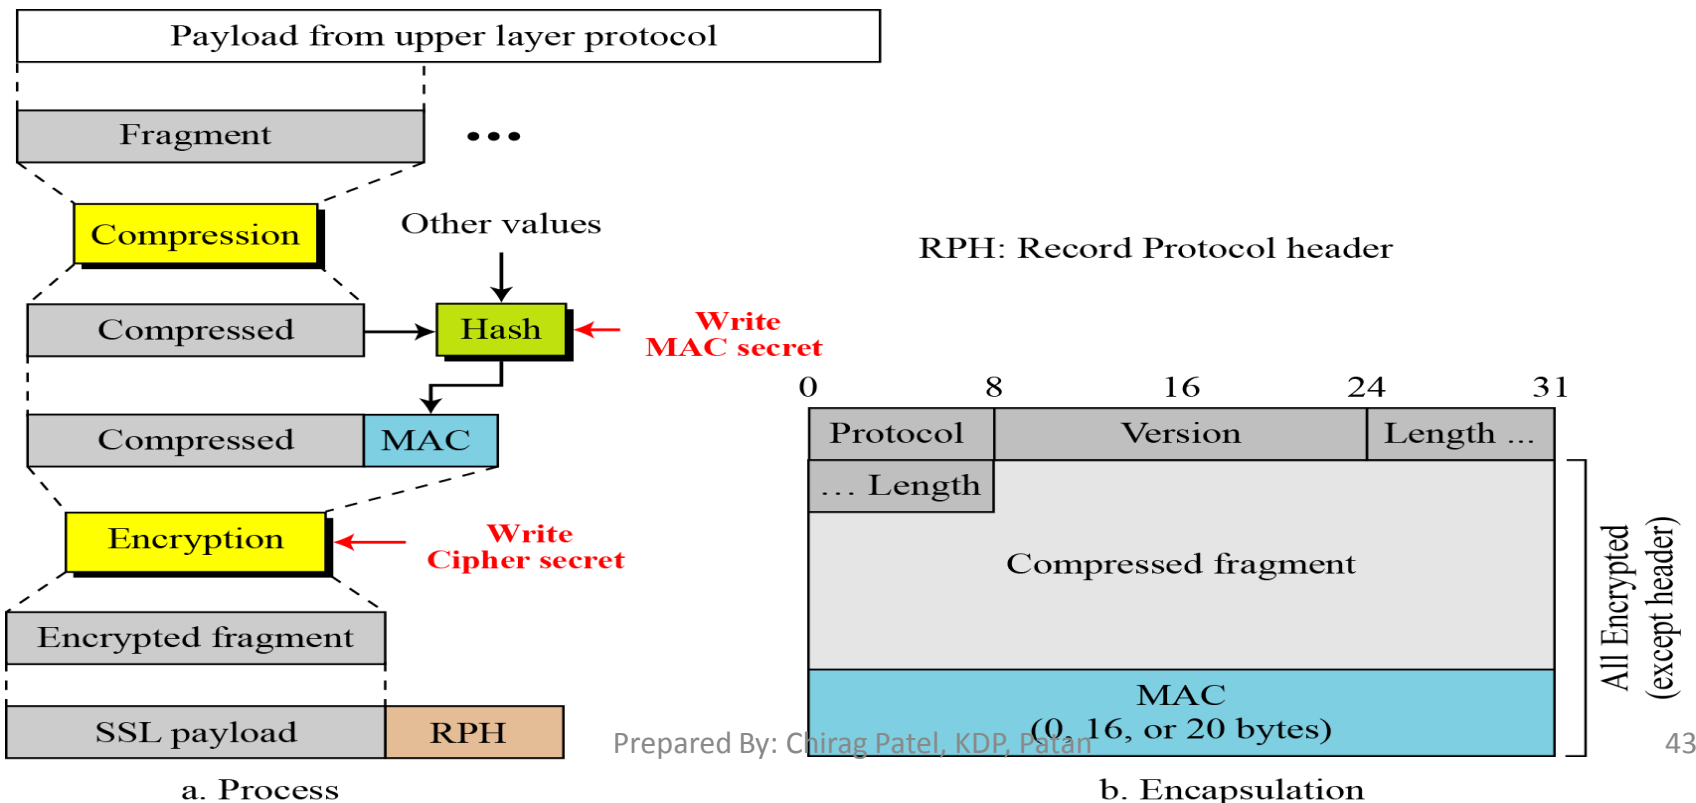 Payload from upper layer protocol
Fragment
•••
Compression
Other values
RPH: Record Protocol header
Compressed
Hash
Write
MAC secret
0 8 16 24 31
Compressed
MAC
Protocol
Version
Length ...
... Length
Encryption
Write
Cipher secret
Compressed fragment
All Encrypted
(except header)
Encrypted fragment
SSL payload
RPH
MAC
(0, 16, or 20 bytes)
Prepared By: Chirag Patel, KDP, Patan
43
a. Process
b. Encapsulation